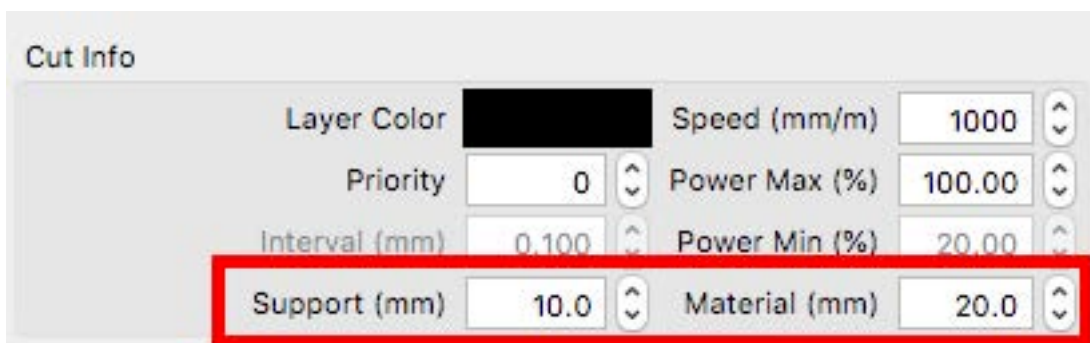 Cut Info
Layer Color Speed (mm/m) 1000
Priority 0 Power Max (%) 100.00
Interval (mm) 0.100 Power Min (%) 20.00
Support (mm) 10.0 Material (mm) 20.0